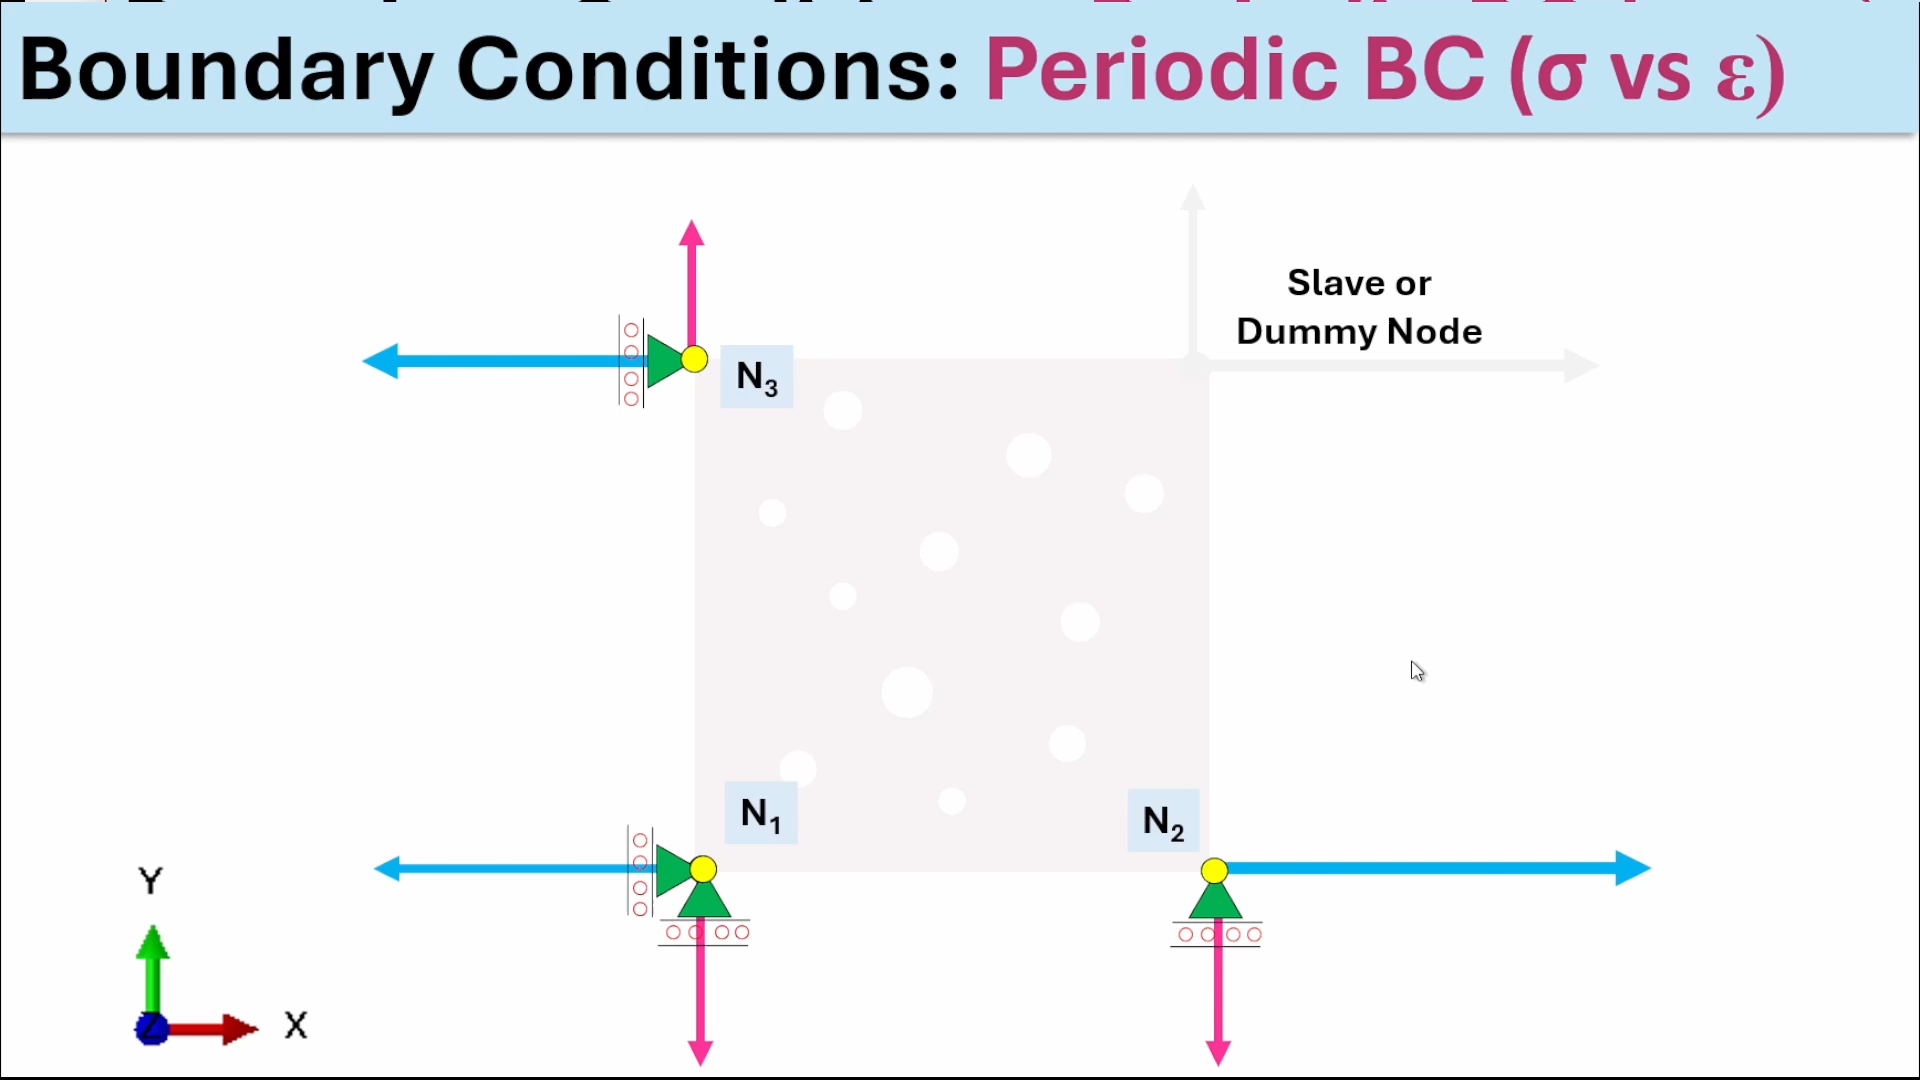 Boundary Conditions: Periodic BC (σ vs ε)
Slave or
Dummy Node
N3
N1
N2
Y
Z
X